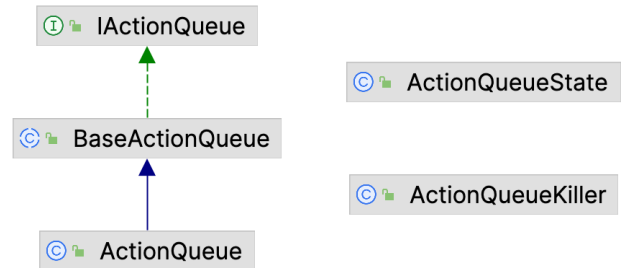 I IActionQueue
C BaseActionQueue
C ActionQueue
C ActionQueueState
C ActionQueueKiller